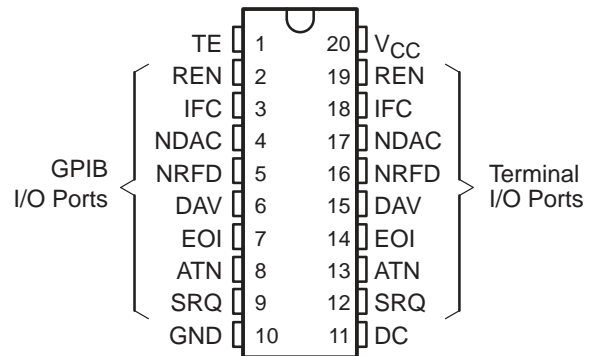 TE 1 20 VCC
REN 2 19 REN
IFC 3 18 IFC
NDAC 4 17 NDAC
NRFD 5 16 NRFD
DAV 6 15 DAV
EOI 7 14 EOI
ATN 8 13 ATN
SRQ 9 12 SRQ
GND 10 11 DC
GPIB
I/O Ports
Terminal
I/O Ports